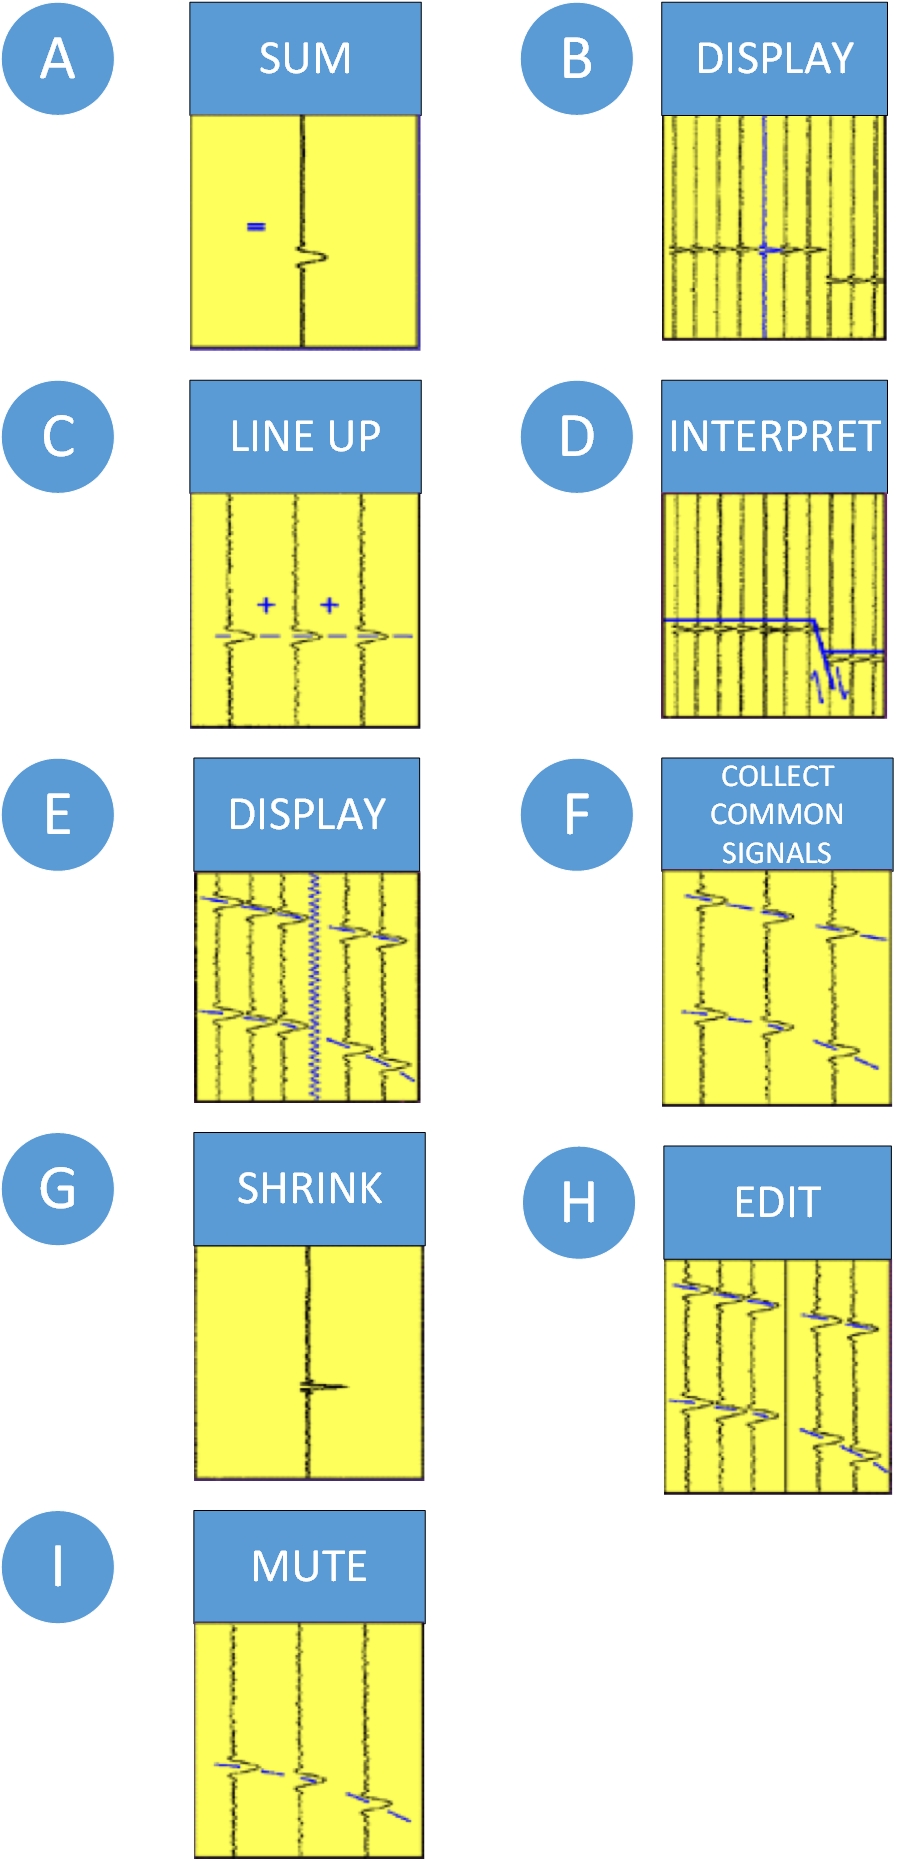 A
SUM
=
B
DISPLAY
C
LINE UP
+ +
D
INTERPRET
E
DISPLAY
F
COLLECT
COMMON
SIGNALS
G
SHRINK
H
EDIT
I
MUTE